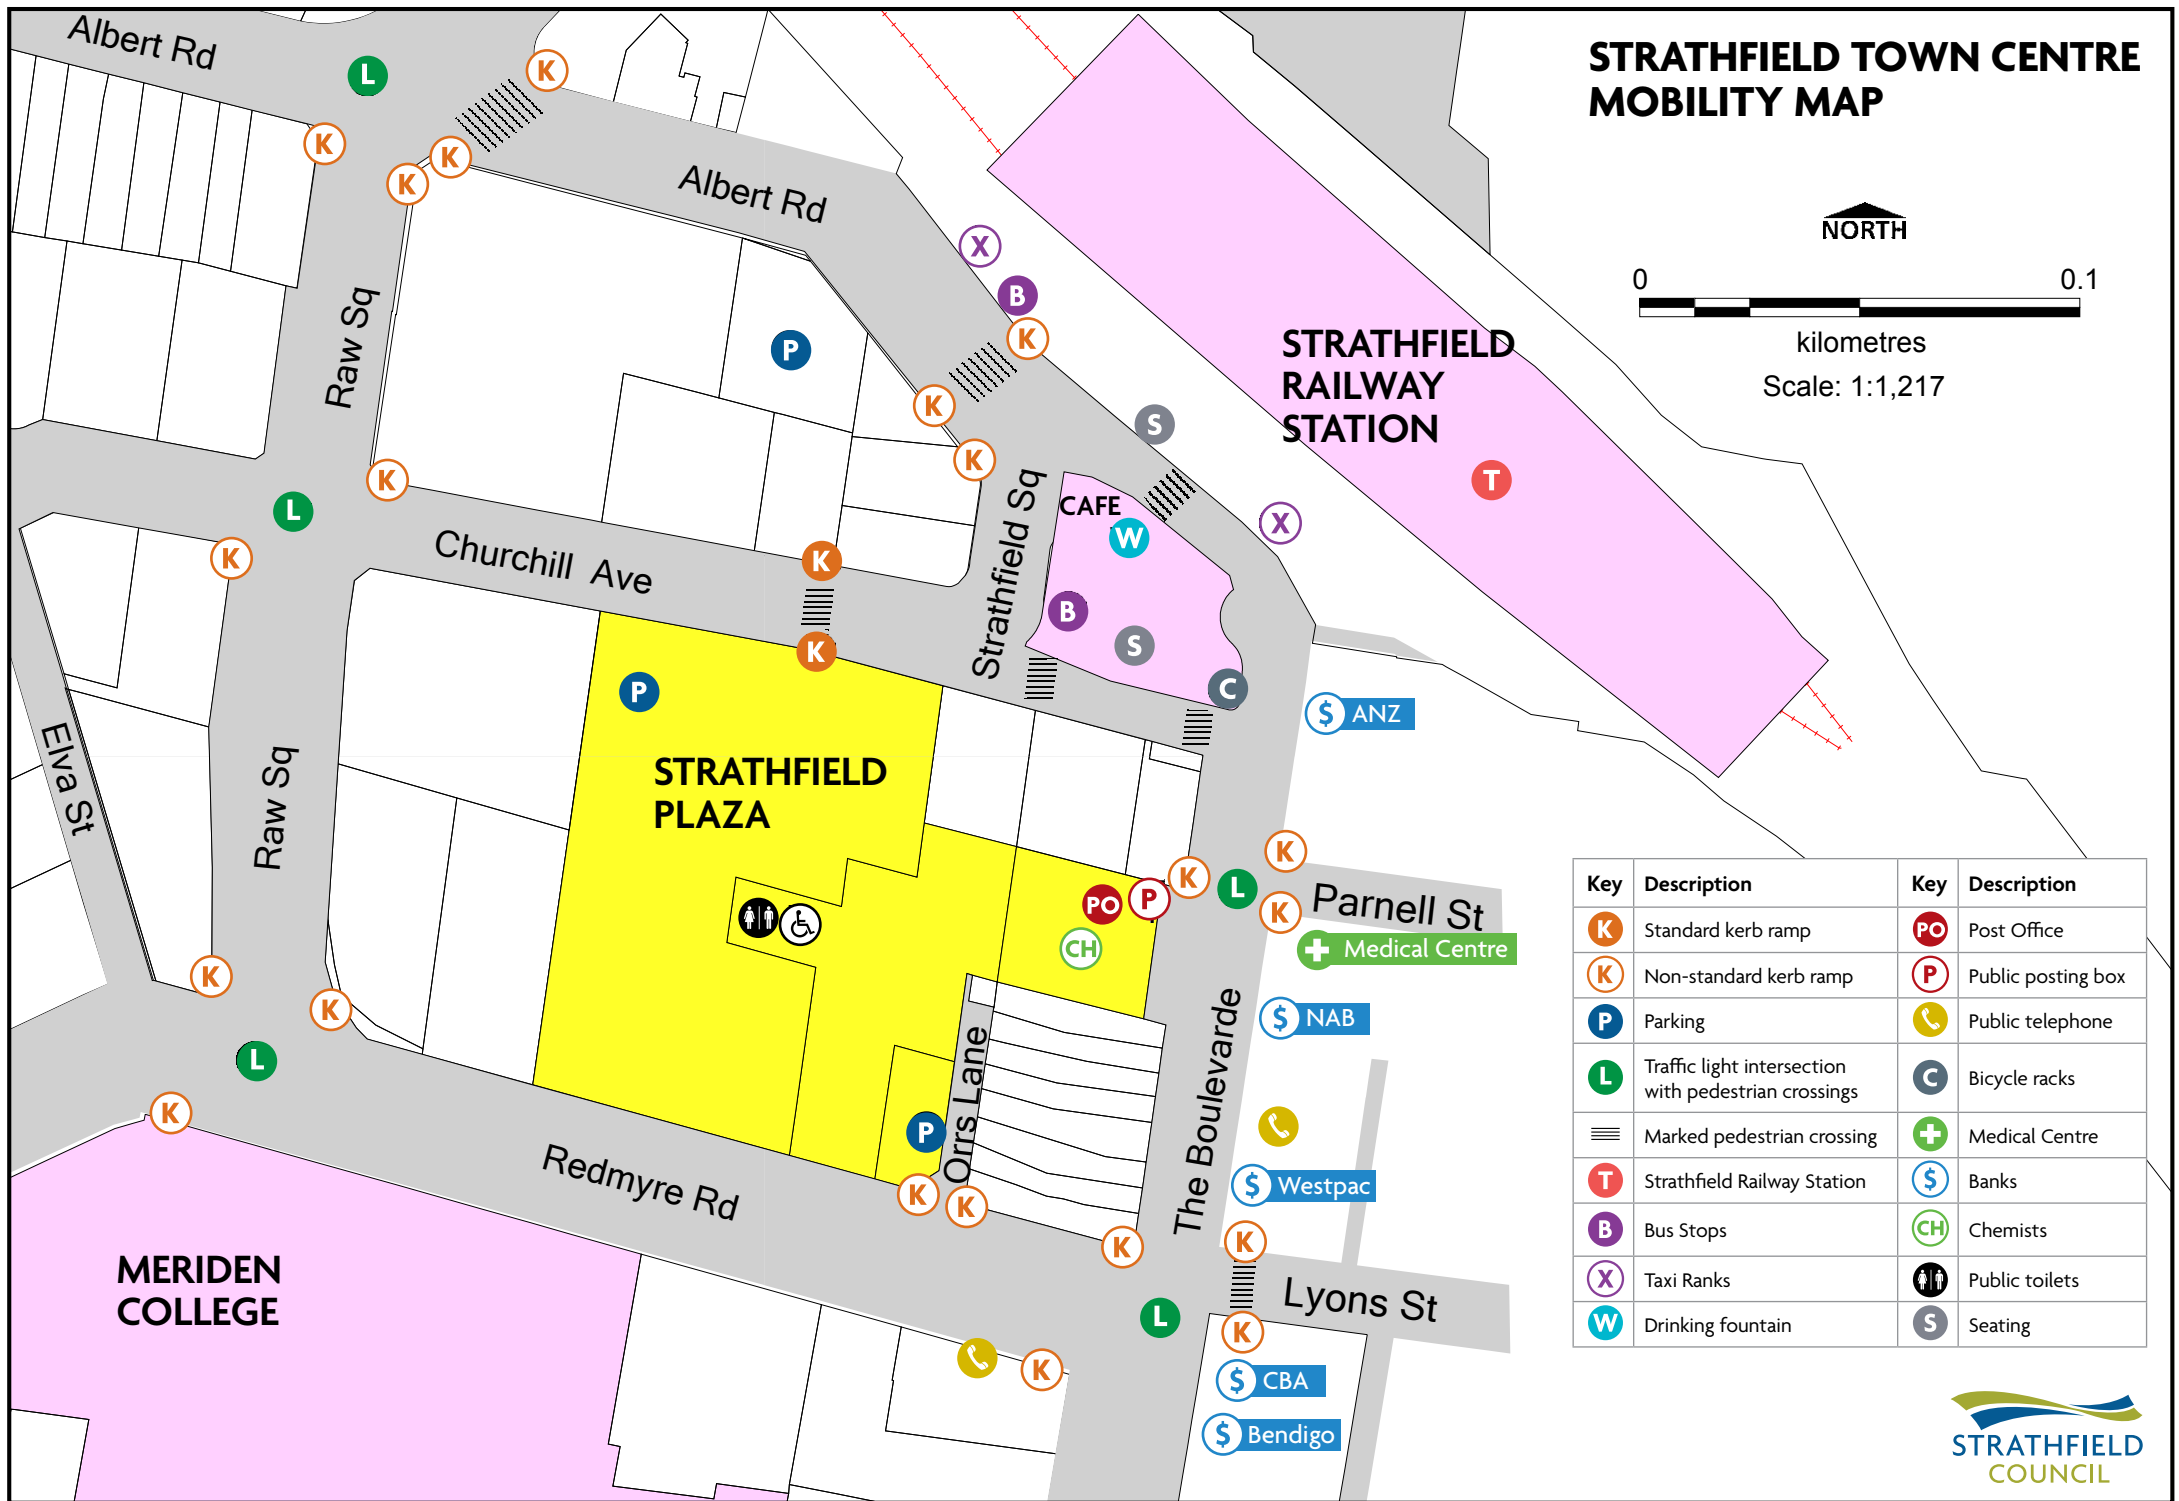 STRATHFIELD TOWN CENTRE
MOBILITY MAP
NORTH
0 0.1
kilometres
Scale: 1:1,217
Albert Rd
L
K
K
K
K
Albert Rd
X
B
K
Raw Sq
P
K
K
STRATHFIELD
RAILWAY
STATION
S
T
K
L
Strathfield Sq
CAFE
W
X
K
Churchill Ave
K
B
S
K
P
C
$ ANZ
Elva St
Raw Sq
STRATHFIELD
PLAZA
K
K
L
PO
P
K
Parnell St
CH
Medical Centre
K
K
$ NAB
The Boulevarde
L
Orrs Lane
P
K
Redmyre Rd
K
K
$ Westpac
K
K
MERIDEN
COLLEGE
L
Lyons St
K
K
$ CBA
$ Bendigo
Key Description Key Description
K Standard kerb ramp PO Post Office
K Non-standard kerb ramp P Public posting box
P Parking Public telephone
L Traffic light intersection
with pedestrian crossings C Bicycle racks
Marked pedestrian crossing Medical Centre
T Strathfield Railway Station $ Banks
B Bus Stops CH Chemists
X Taxi Ranks Public toilets
W Drinking fountain S Seating
STRATHFIELD
COUNCIL